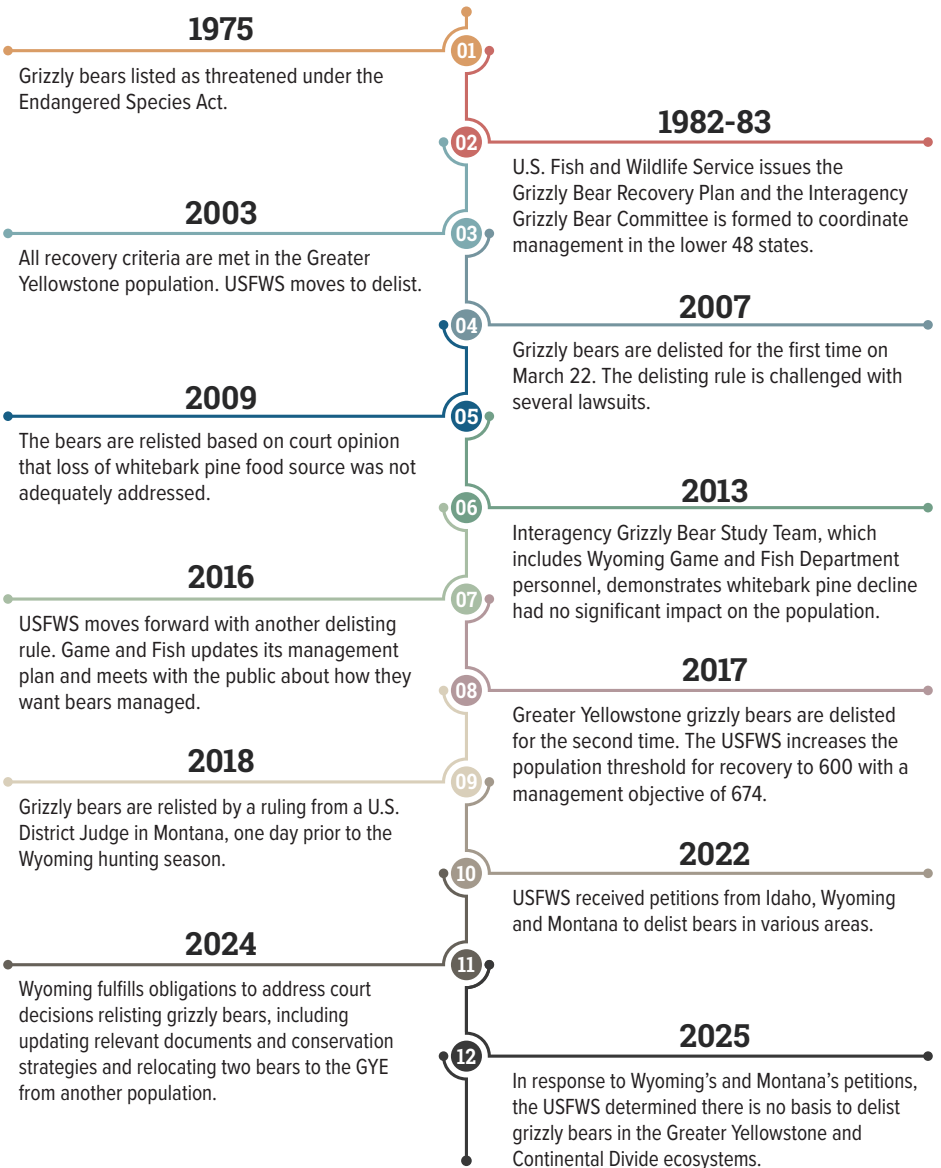 1975
01
Grizzly bears listed as threatened under the
Endangered Species Act.
1982-83
02
U.S. Fish and Wildlife Service issues the
Grizzly Bear Recovery Plan and the Interagency
Grizzly Bear Committee is formed to coordinate
management in the lower 48 states.
2003
03
All recovery criteria are met in the Greater
Yellowstone population. USFWS moves to delist.
2007
04
Grizzly bears are delisted for the first time on
March 22. The delisting rule is challenged with
several lawsuits.
2009
05
The bears are relisted based on court opinion
that loss of whitebark pine food source was not
adequately addressed.
2013
06
Interagency Grizzly Bear Study Team, which
includes Wyoming Game and Fish Department
personnel, demonstrates whitebark pine decline
had no significant impact on the population.
2016
07
USFWS moves forward with another delisting
rule. Game and Fish updates its management
plan and meets with the public about how they
want bears managed.
2017
08
Greater Yellowstone grizzly bears are delisted
for the second time. The USFWS increases the
population threshold for recovery to 600 with a
management objective of 674.
2018
09
Grizzly bears are relisted by a ruling from a U.S.
District Judge in Montana, one day prior to the
Wyoming hunting season.
2022
10
USFWS received petitions from Idaho, Wyoming
and Montana to delist bears in various areas.
2024
11
Wyoming fulfills obligations to address court
decisions relisting grizzly bears, including
updating relevant documents and conservation
strategies and relocating two bears to the GYE
from another population.
2025
12
In response to Wyoming's and Montana's petitions,
the USFWS determined there is no basis to delist
grizzly bears in the Greater Yellowstone and
Continental Divide ecosystems.